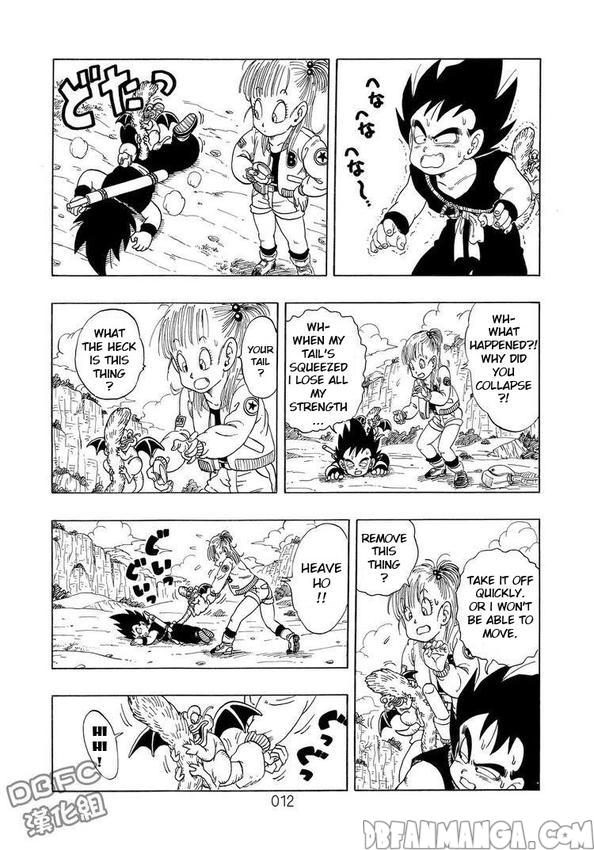 へなへなへな〜〜
どたっ
WH-
WHAT
HAPPENED?!
WHY DID
YOU
COLLAPSE
?!
WH-
WHEN MY
TAIL'S
SQUEEZED
I LOSE ALL
MY
STRENGTH
...
YOUR
TAIL?
WHAT
THE HECK
IS THIS
THING?
REMOVE
THIS
THING
?
TAKE IT OFF
QUICKLY.
OR I WON'T
BE ABLE TO
MOVE.
HEAVE
HO
!!
ぐいっ
ぐいっ
HI
HI
!
DBFC
漢化組
012
DBFANMANGA.COM